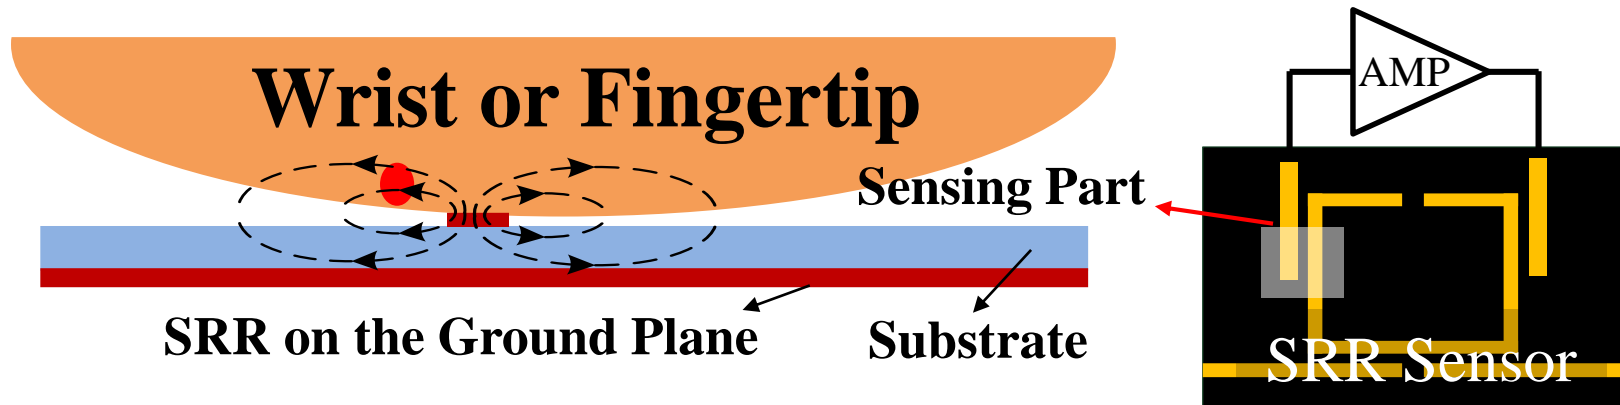 Wrist or Fingertip
AMP
Sensing Part
SRR on the Ground Plane
Substrate
SRR Sensor